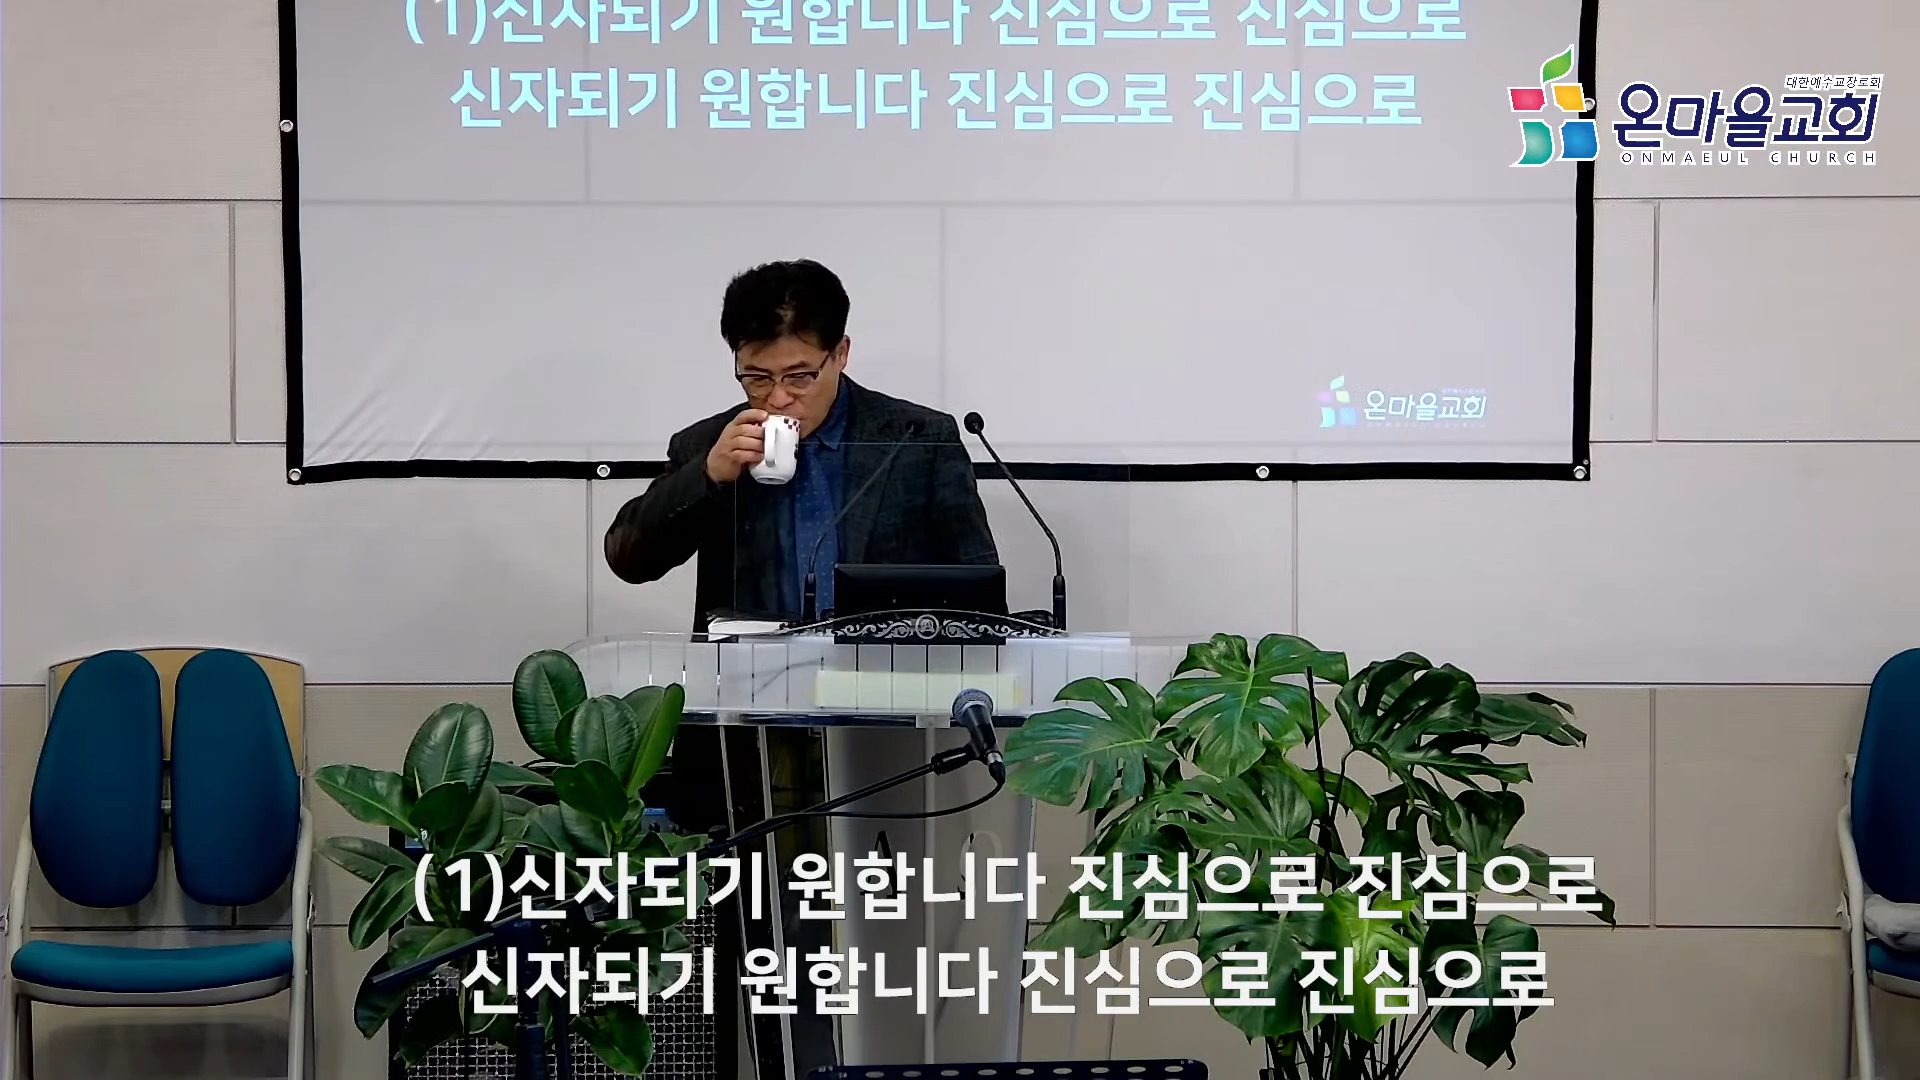 (1)신자되기 원합니다 진심으로 진심으로
신자되기 원합니다 진심으로 진심으로
대한예수교장로회
온마을교회
ONMAEUL CHURCH
온마을교회
(1)신자되기 원합니다 진심으로 진심으로
신자되기 원합니다 진심으로 진심으로